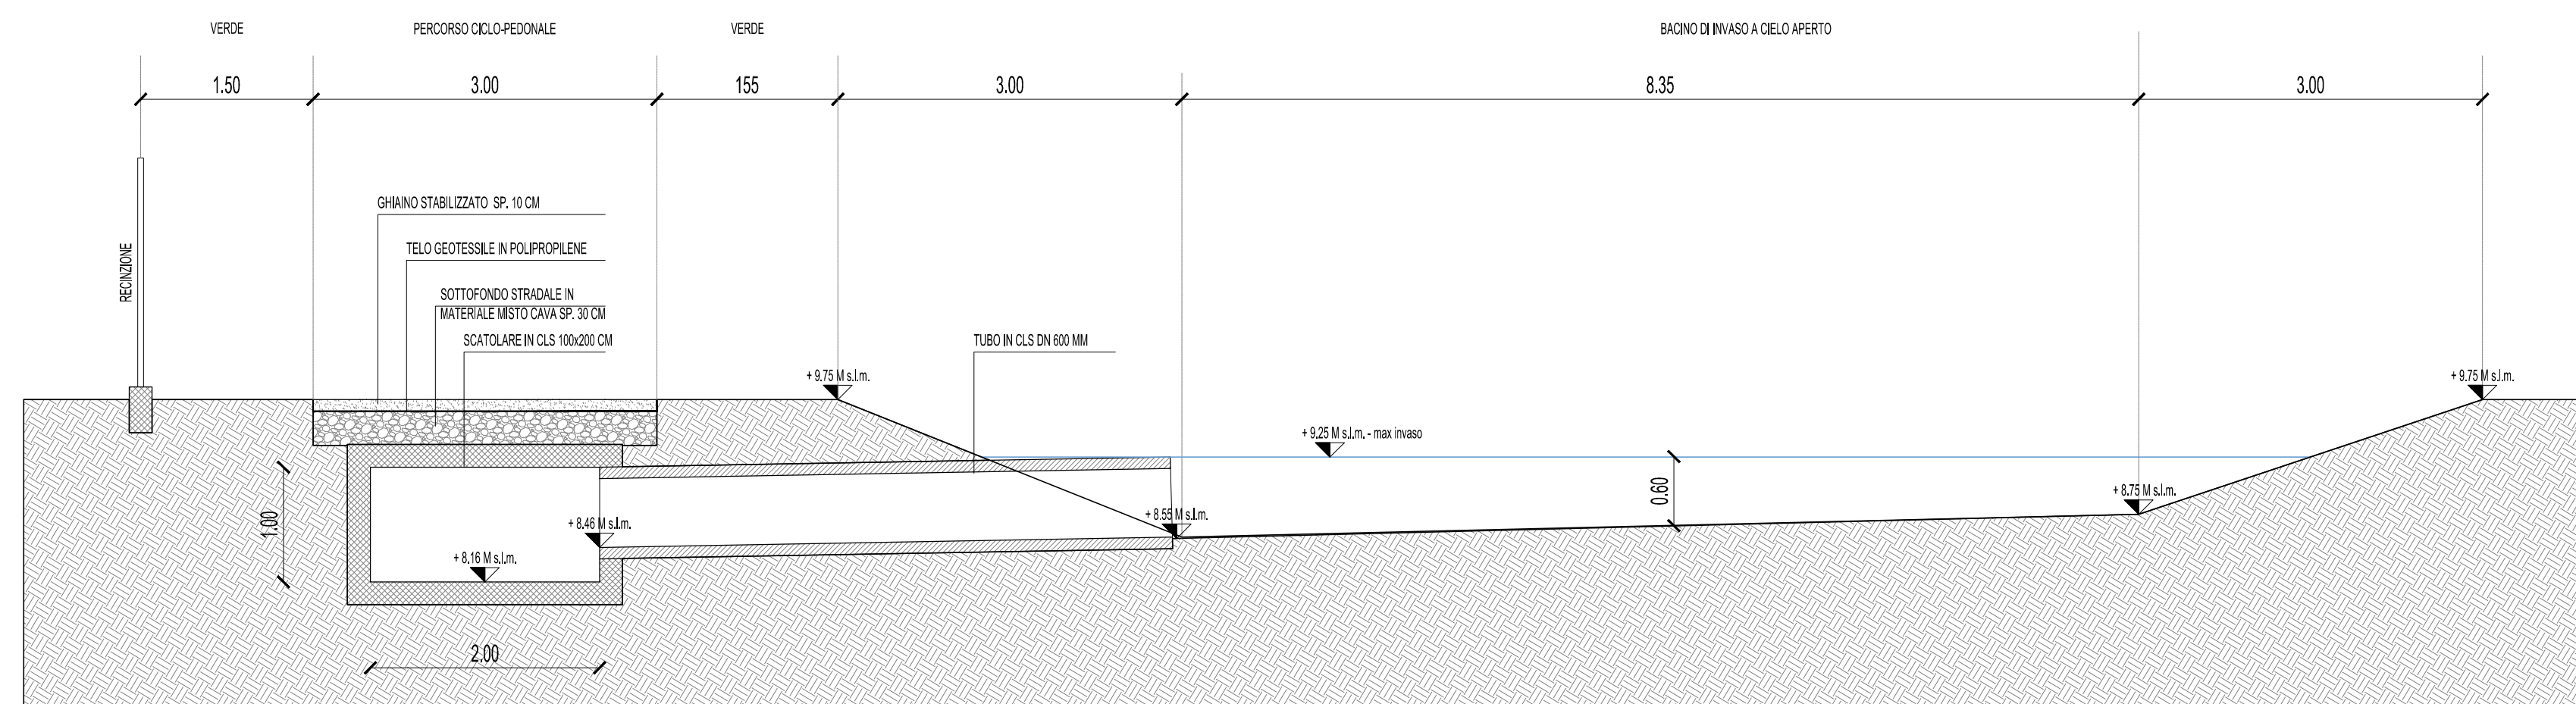 VERDE
PERCORSO CICLO-PEDONALE
VERDE
BACINO DI INVASO A CIELO APERTO
1.50
3.00
155
3.00
8.35
3.00
RECINZIONE
GHIAINO STABILIZZATO SP. 10 CM
TELO GEOTESSILE IN POLIPROPILENE
SOTTOFONDO STRADALE IN
MATERIALE MISTO CAVA SP. 30 CM
SCATOLARE IN CLS 100x200 CM
TUBO IN CLS DN 600 MM
+ 9.75 M s.l.m.
+ 9.75 M s.l.m.
+ 9.25 M s.l.m. - max invaso
0.60
+ 8.75 M s.l.m.
+ 8.55 M s.l.m.
1.00
+ 8.46 M s.l.m.
+ 8.16 M s.l.m.
2.00